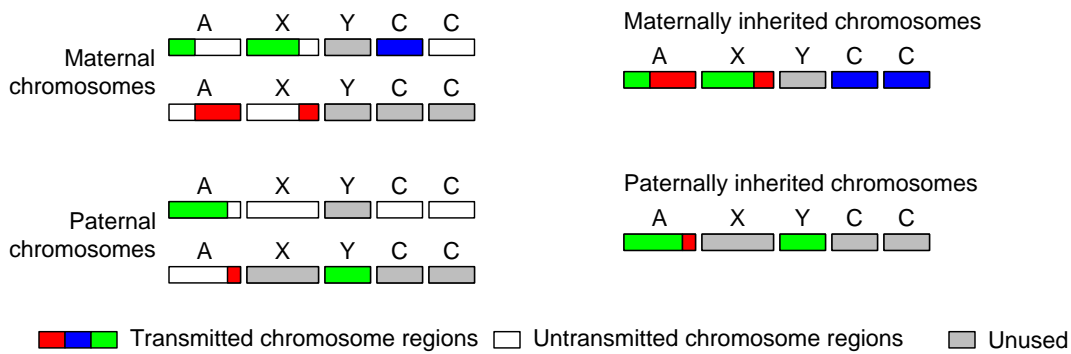 A X Y C C
Maternal
chromosomes
A X Y C C
Maternally inherited chromosomes
A X Y C C
A X Y C C
Paternal
chromosomes
A X Y C C
Paternally inherited chromosomes
A X Y C C
Transmitted chromosome regions
Untransmitted chromosome regions
Unused